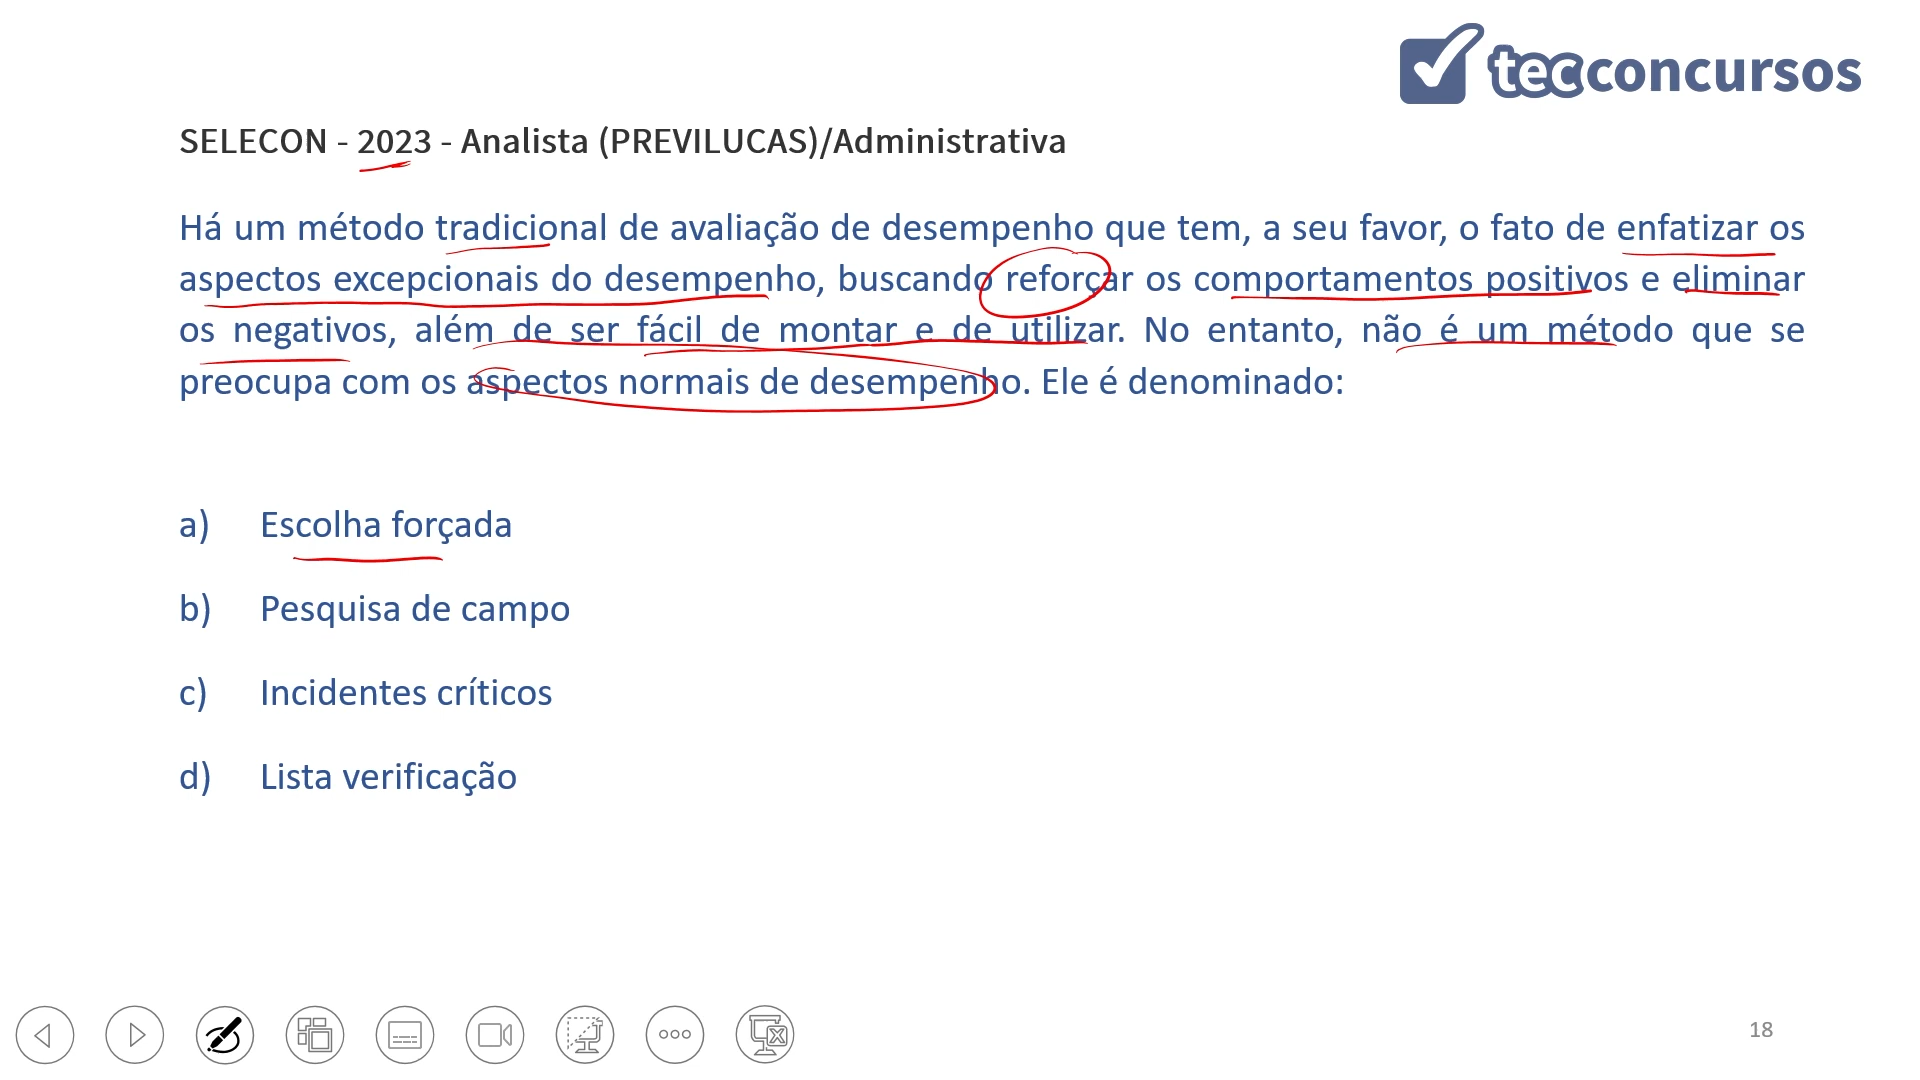 tecconcursos
SELECON - 2023 - Analista (PREVILUCAS)/Administrativa
Há um método tradicional de avaliação de desempenho que tem, a seu favor, o fato de enfatizar os
aspectos excepcionais do desempenho, buscando reforçar os comportamentos positivos e eliminar
os negativos, além de ser fácil de montar e de utilizar. No entanto, não é um método que se
preocupa com os aspectos normais de desempenho. Ele é denominado:
a) Escolha forçada
b) Pesquisa de campo
c) Incidentes críticos
d) Lista verificação
18